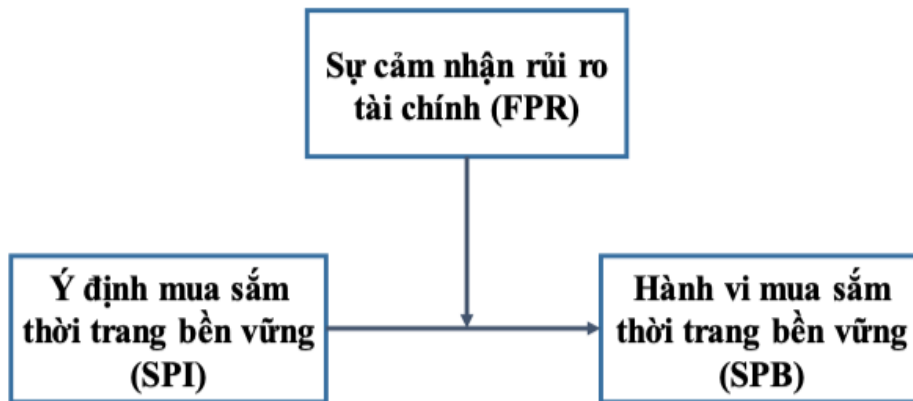 Sự cảm nhận rủi ro
tài chính (FPR)
Ý định mua sắm
thời trang bền vững
(SPI)
Hành vi mua sắm
thời trang bền vững
(SPB)